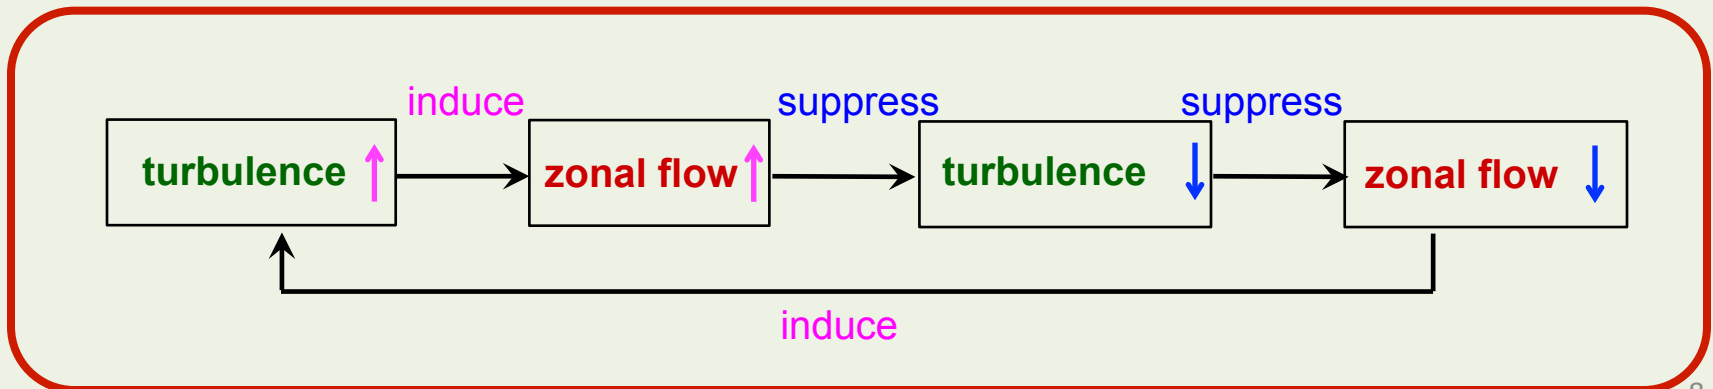 induce
suppress
suppress
turbulence
zonal flow
turbulence
zonal flow
induce